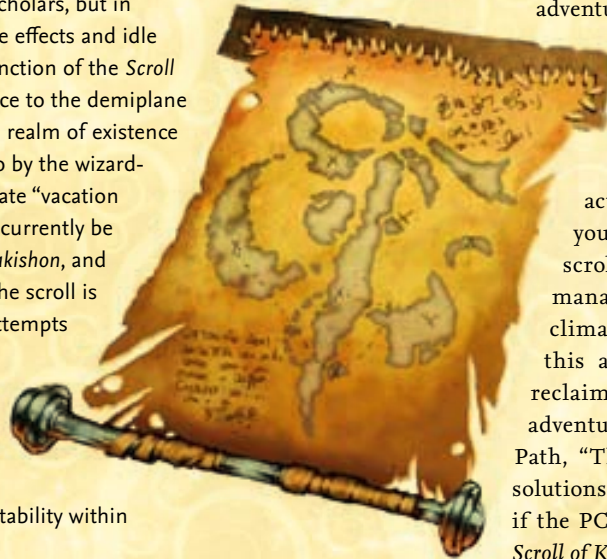 scholars, but in
effects and idle
nction of the Scroll
ce to the demiplane
realm of existence
by the wizard-
ate “vacation
currently be
akishon, and
he scroll is
ttempts
tability within
adventu
act
you
scroll
mana
clima
this a
reclaim
adventu
Path, “Th
solutions
if the PC
Scroll of K